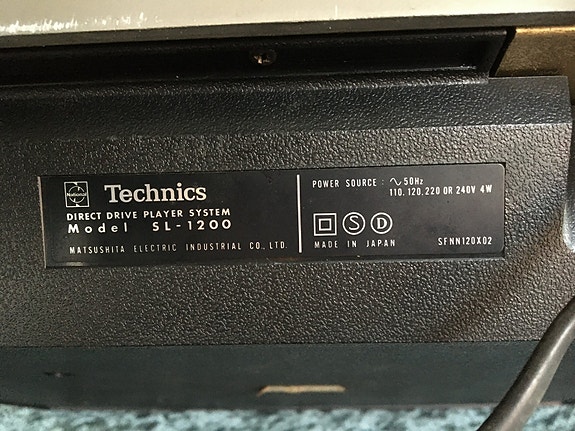 National
Technics
DIRECT DRIVE PLAYER SYSTEM
Model SL-1200
MATSUSHITA ELECTRIC INDUSTRIAL CO., LTD.
POWER SOURCE : ∿ 50Hz
110, 120, 220 OR 240V 4W
S D
MADE IN JAPAN SFNN120X02